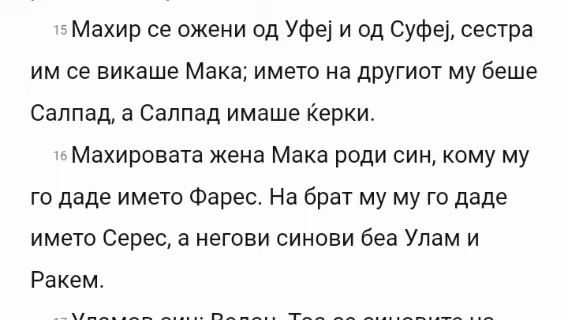 15 Махир се ожени од Уфеј и од Суфеј, сестра
им се викаше Мака; името на другиот му беше
Салпад, а Салпад имаше ќерки.
16 Махировата жена Мака роди син, кому му
го даде името Фарес. На брат му му го даде
името Серес, а негови синови беа Улам и
Ракем.